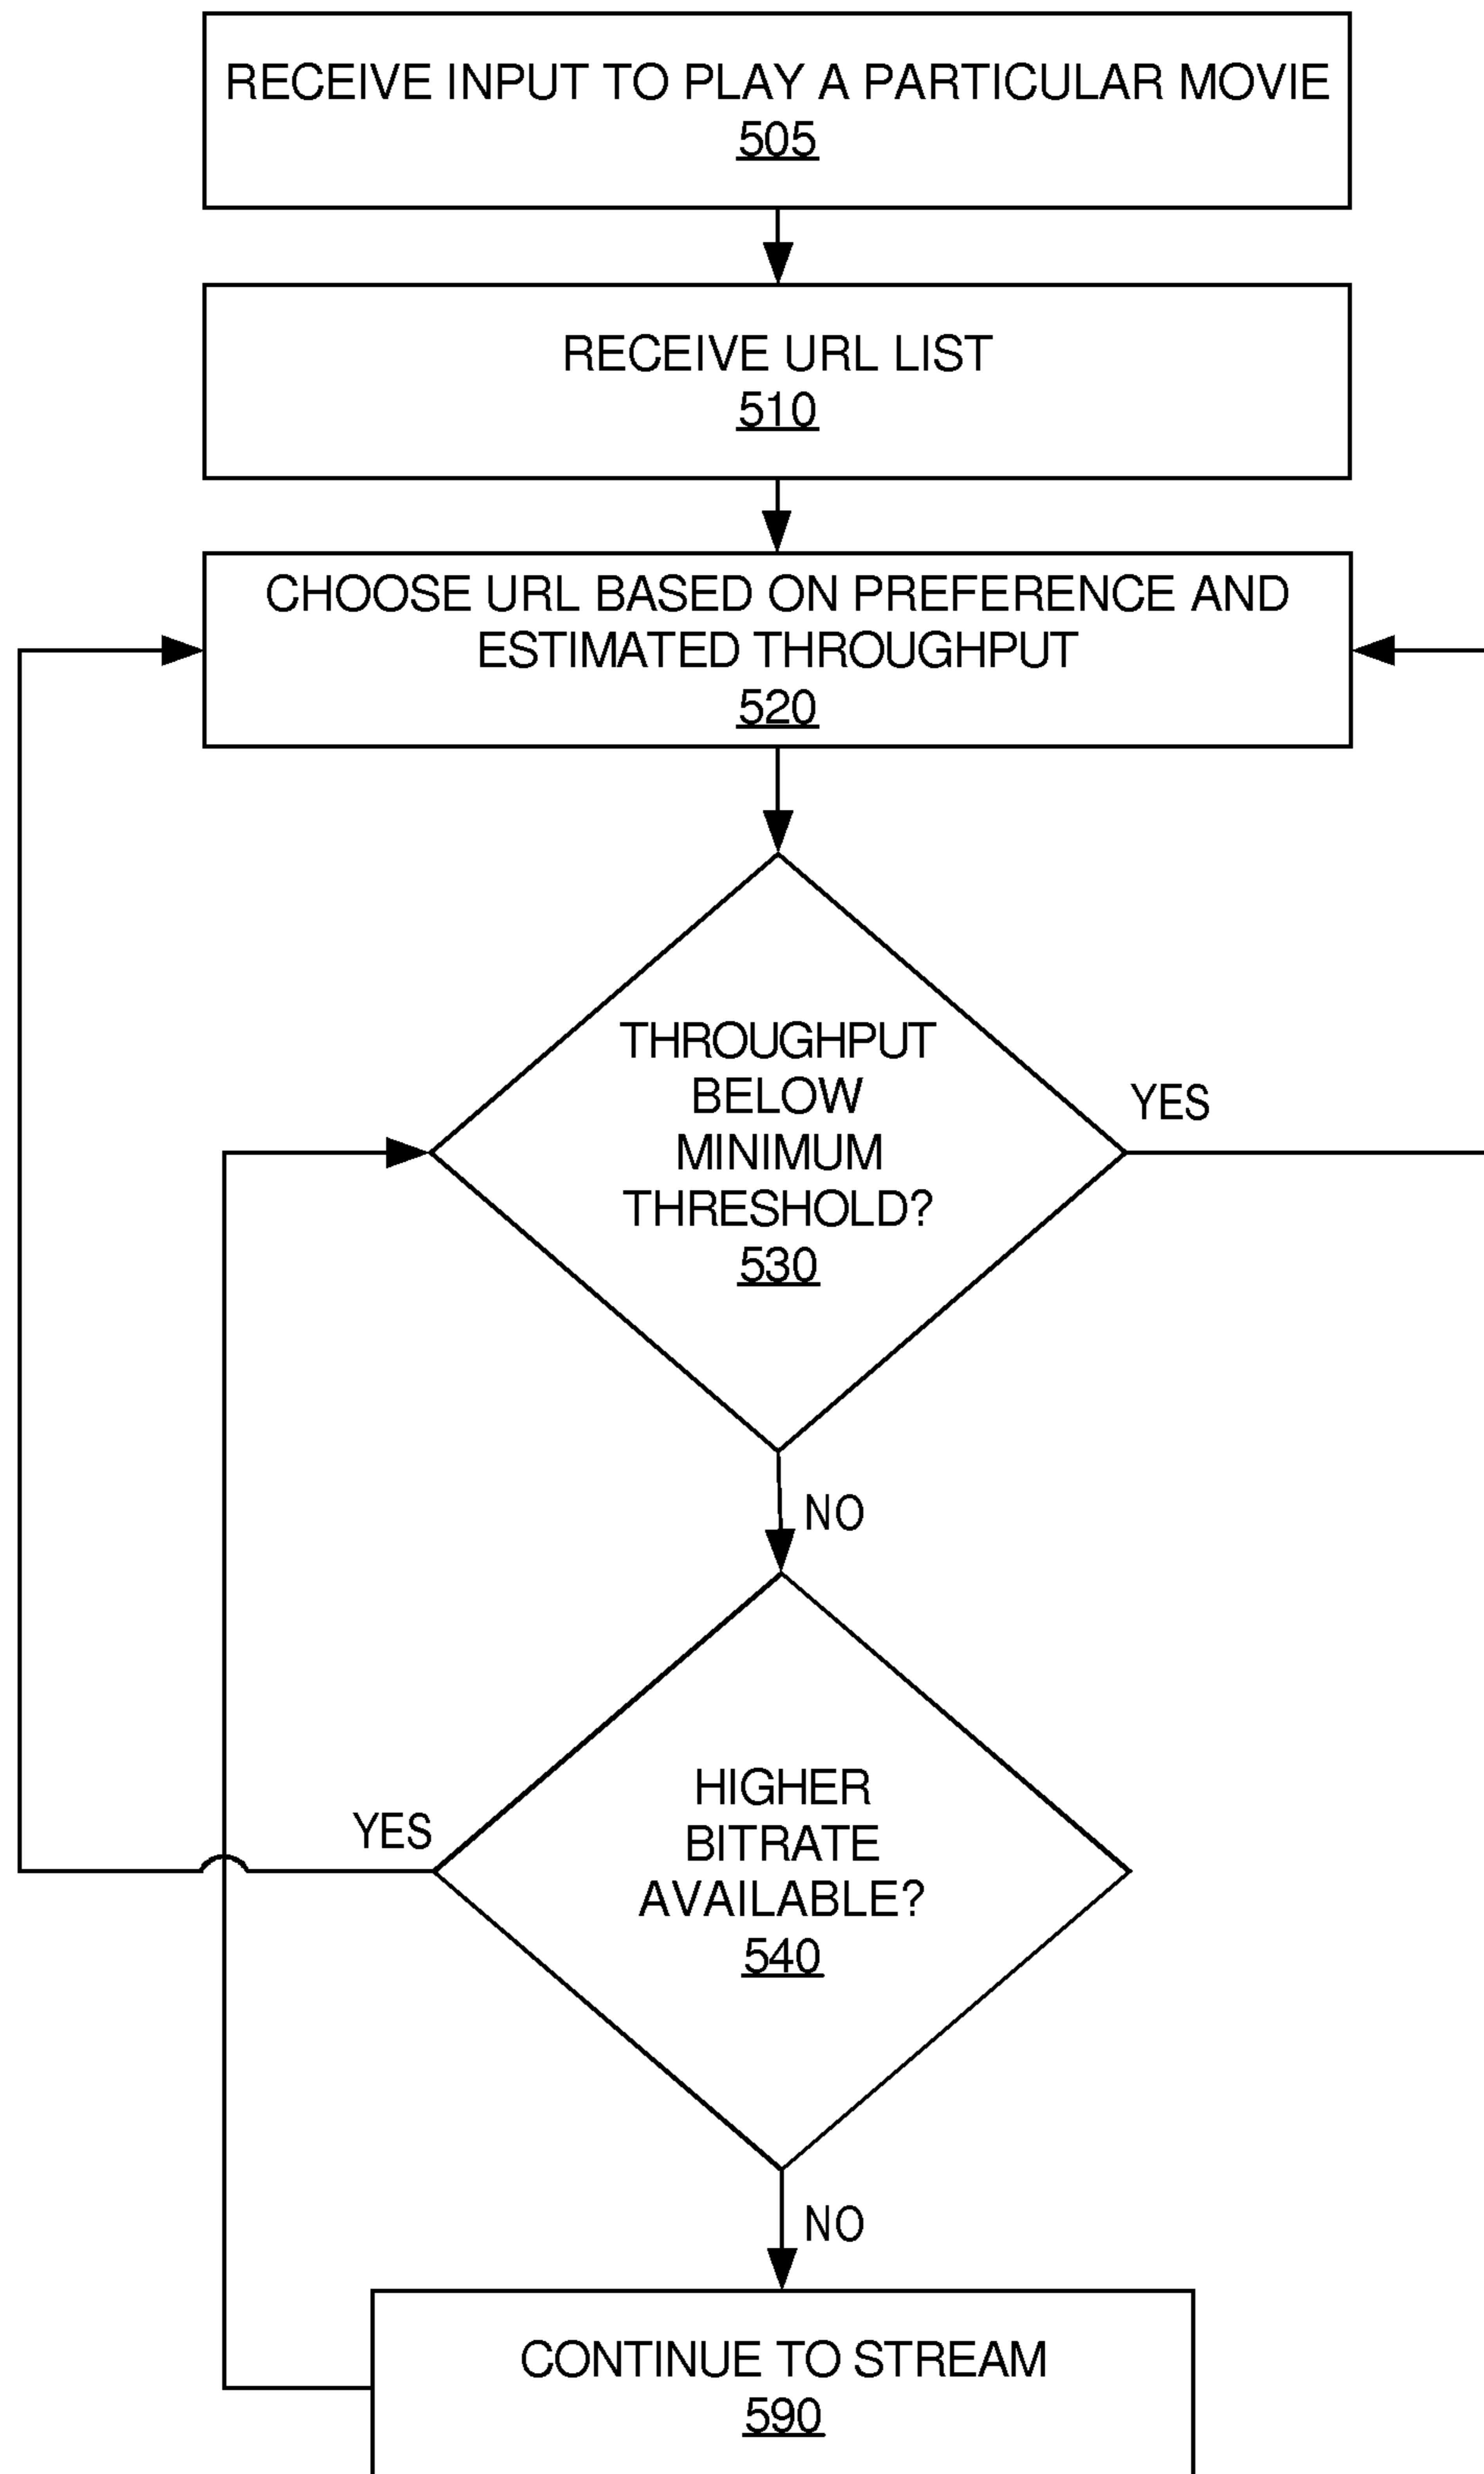 RECEIVE INPUT TO PLAY A PARTICULAR MOVIE
505
RECEIVE URL LIST
510
CHOOSE URL BASED ON PREFERENCE AND
ESTIMATED THROUGHPUT
520
THROUGHPUT
BELOW
MINIMUM
THRESHOLD?
530
YES
NO
HIGHER
BITRATE
AVAILABLE?
540
YES
NO
CONTINUE TO STREAM
590